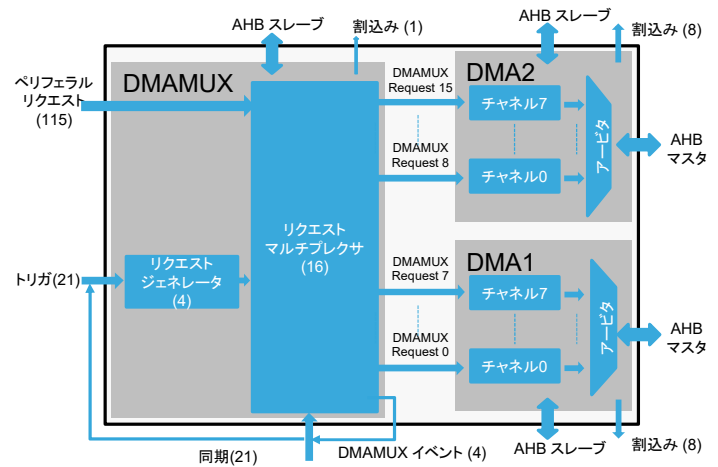 AHB スレーブ
割込み (1)
AHB スレーブ
割込み (8)
ペリフェラル
リクエスト
(115)
DMAMUX
DMAMUX
Request 15
DMA2
チャネル7
DMAMUX
Request 8
チャネル0
アービタ
AHB
マスタ
リクエスト
マルチプレクサ
(16)
トリガ(21)
リクエスト
ジェネレータ
(4)
DMAMUX
Request 7
DMA1
チャネル7
DMAMUX
Request 0
チャネル0
アービタ
AHB
マスタ
同期(21)
DMAMUX イベント (4)
AHB スレーブ
割込み (8)